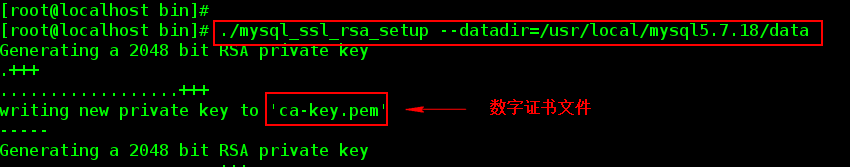 [root@localhost bin]#
[root@localhost bin]# ./mysql_ssl_rsa_setup --datadir=/usr/local/mysql5.7.18/data
Generating a 2048 bit RSA private key
.+++
..................+++
writing new private key to 'ca-key.pem'
数字证书文件
-----
Generating a 2048 bit RSA private key